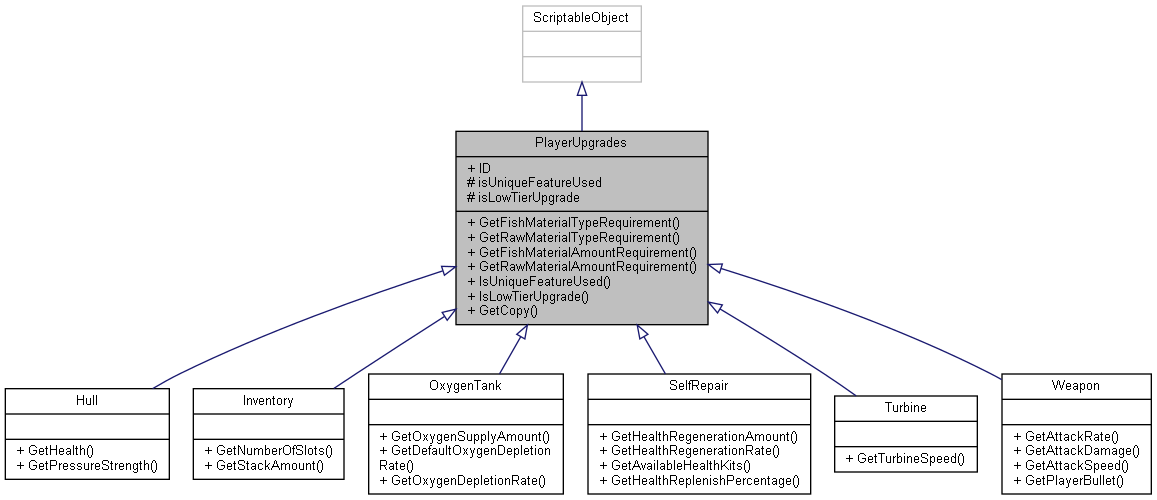 ScriptableObject
PlayerUpgrades
+ ID
# isUniqueFeatureUsed
# isLowTierUpgrade
+ GetFishMaterialTypeRequirement()
+ GetRawMaterialTypeRequirement()
+ GetFishMaterialAmountRequirement()
+ GetRawMaterialAmountRequirement()
+ IsUniqueFeatureUsed()
+ IsLowTierUpgrade()
+ GetCopy()
Hull
+ GetHealth()
+ GetPressureStrength()
Inventory
+ GetNumberOfSlots()
+ GetStackAmount()
OxygenTank
+ GetOxygenSupplyAmount()
+ GetDefaultOxygenDepletion
Rate()
+ GetOxygenDepletionRate()
SelfRepair
+ GetHealthRegenerationAmount()
+ GetHealthRegenerationRate()
+ GetAvailableHealthKits()
+ GetHealthReplenishPercentage()
Turbine
+ GetTurbineSpeed()
Weapon
+ GetAttackRate()
+ GetAttackDamage()
+ GetAttackSpeed()
+ GetPlayerBullet()